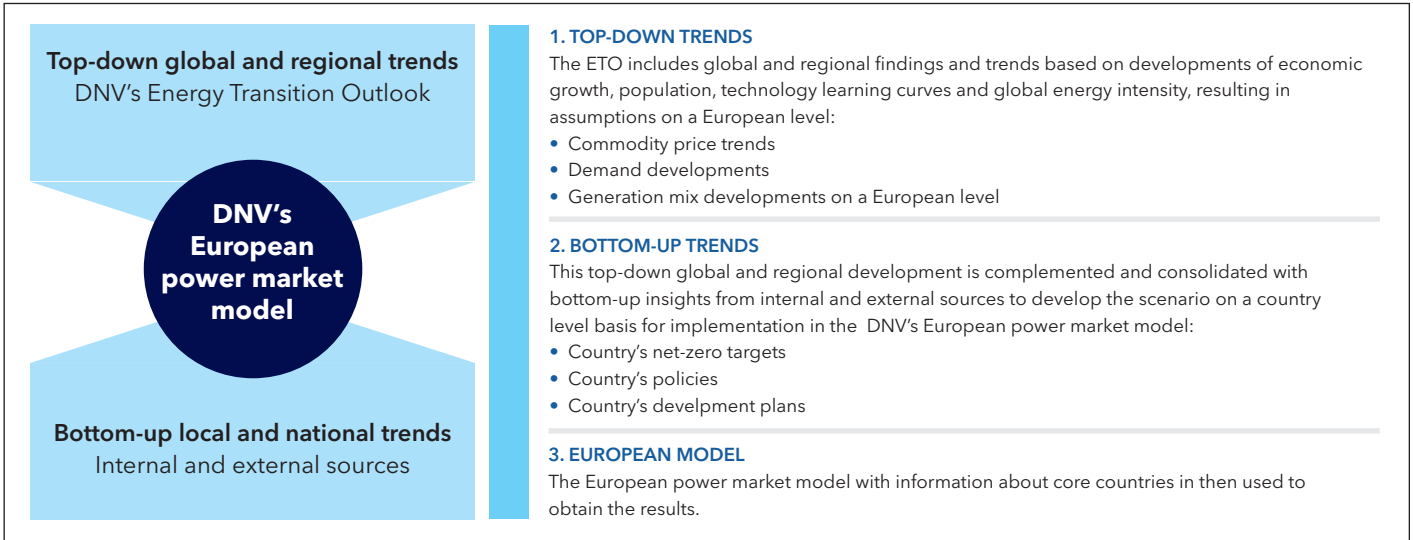 Top-down global and regional trends
DNV's Energy Transition Outlook
DNV's
European
power market
model
Bottom-up local and national trends
Internal and external sources
1. TOP-DOWN TRENDS
The ETO includes global and regional findings and trends based on developments of economic
growth, population, technology learning curves and global energy intensity, resulting in
assumptions on a European level:
• Commodity price trends
• Demand developments
• Generation mix developments on a European level
2. BOTTOM-UP TRENDS
This top-down global and regional development is complemented and consolidated with
bottom-up insights from internal and external sources to develop the scenario on a country
level basis for implementation in the DNV's European power market model:
• Country's net-zero targets
• Country's policies
• Country's develpment plans
3. EUROPEAN MODEL
The European power market model with information about core countries in then used to
obtain the results.